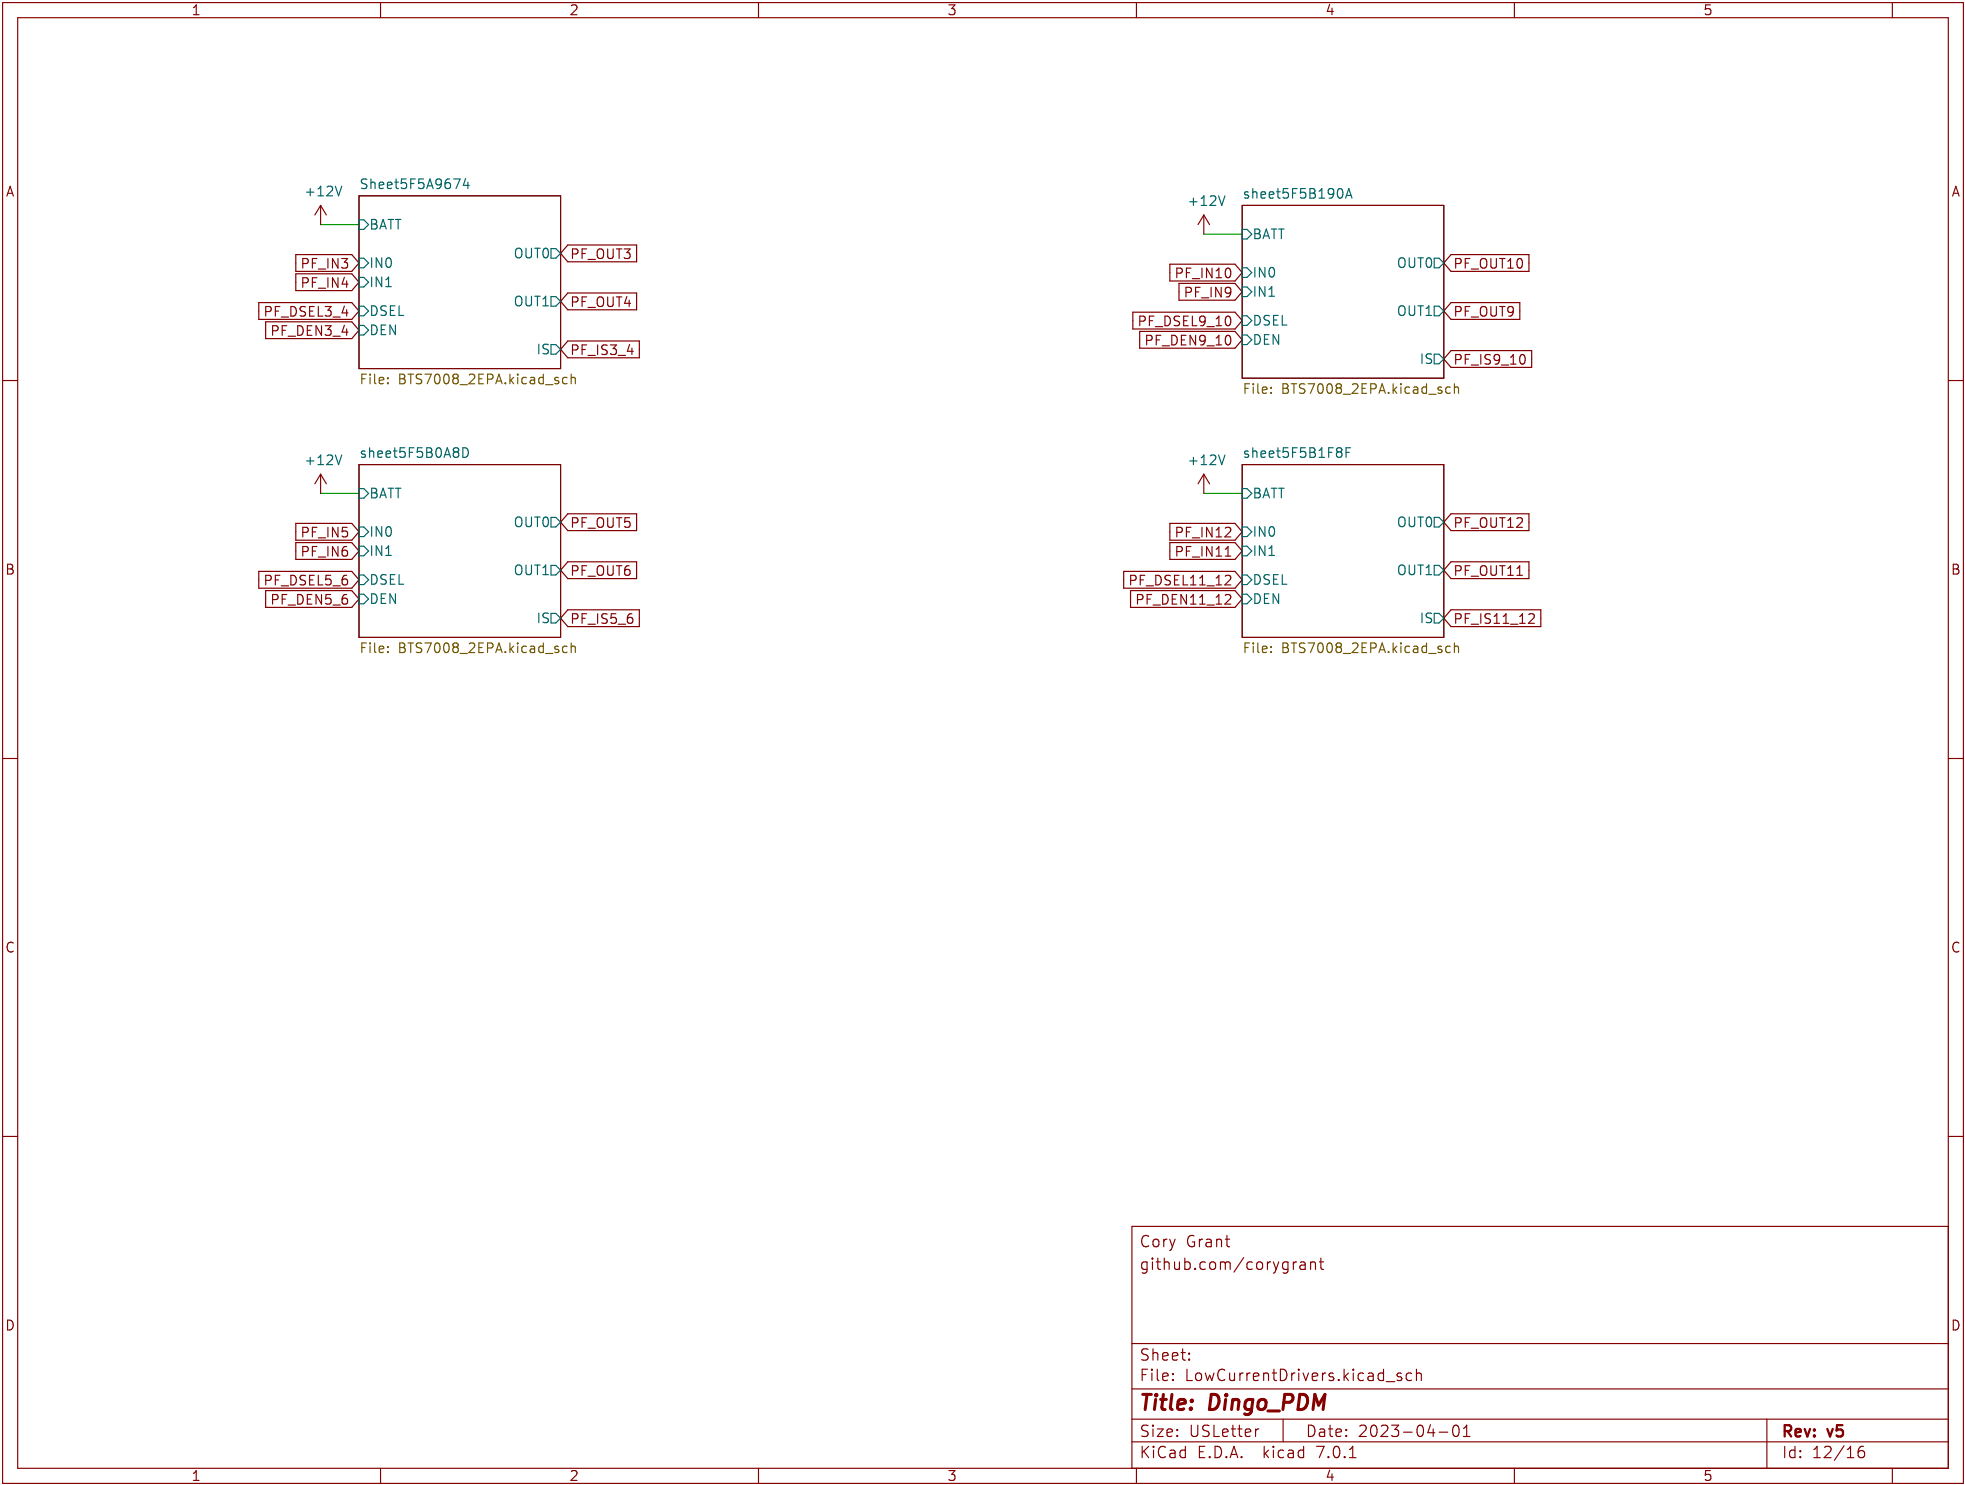 1 2 3 4 5
A A
Sheet5F5A9674
+12V
BATT
PF_IN3 IN0
PF_IN4 IN1
PF_DSEL3_4 DSEL
PF_DEN3_4 DEN
OUT0 PF_OUT3
OUT1 PF_OUT4
IS PF_IS3_4
File: BTS7008_2EPA.kicad_sch
sheet5F5B190A
+12V
BATT
PF_IN10 IN0
PF_IN9 IN1
PF_DSEL9_10 DSEL
PF_DEN9_10 DEN
OUT0 PF_OUT10
OUT1 PF_OUT9
IS PF_IS9_10
File: BTS7008_2EPA.kicad_sch
B B
sheet5F5B0A8D
+12V
BATT
PF_IN5 IN0
PF_IN6 IN1
PF_DSEL5_6 DSEL
PF_DEN5_6 DEN
OUT0 PF_OUT5
OUT1 PF_OUT6
IS PF_IS5_6
File: BTS7008_2EPA.kicad_sch
sheet5F5B1F8F
+12V
BATT
PF_IN12 IN0
PF_IN11 IN1
PF_DSEL11_12 DSEL
PF_DEN11_12 DEN
OUT0 PF_OUT12
OUT1 PF_OUT11
IS PF_IS11_12
File: BTS7008_2EPA.kicad_sch
C C
D D
Cory Grant
github.com/corygrant
Sheet:
File: LowCurrentDrivers.kicad_sch
Title: Dingo_PDM
Size: USLetter Date: 2023-04-01 Rev: v5
KiCad E.D.A. kicad 7.0.1 Id: 12/16
1 2 3 4 5